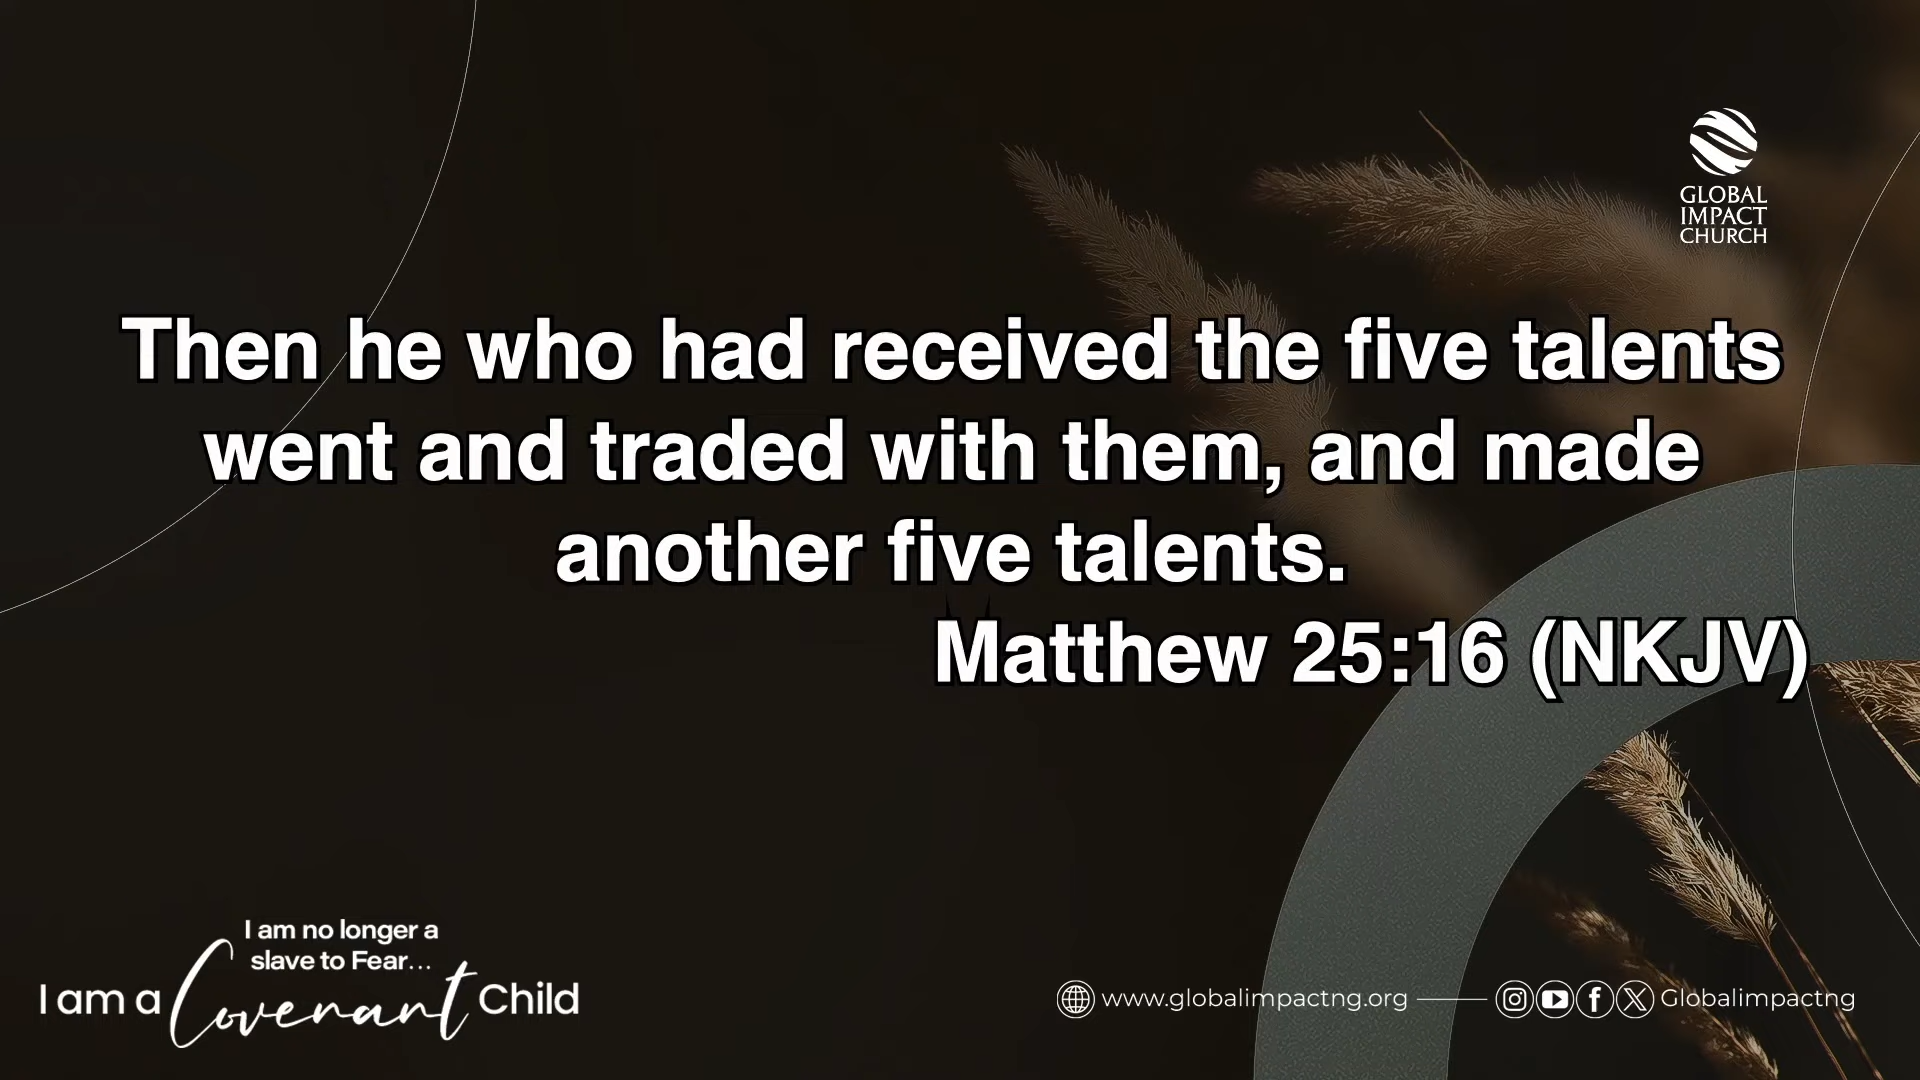 GLOBAL
IMPACT
CHURCH
Then he who had received the five talents
went and traded with them, and made
another five talents.
Matthew 25:16 (NKJV)
I am no longer a
slave to Fear...
I am a Covenant Child
www.globalimpactng.org
Globalimpactng